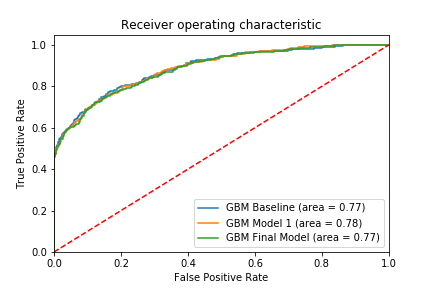 Receiver operating characteristic
1.0
0.8
0.6
0.4
0.2
0.0
True Positive Rate
GBM Baseline (area = 0.77)
GBM Model 1 (area = 0.78)
GBM Final Model (area = 0.77)
0.0 0.2 0.4 0.6 0.8 1.0
False Positive Rate